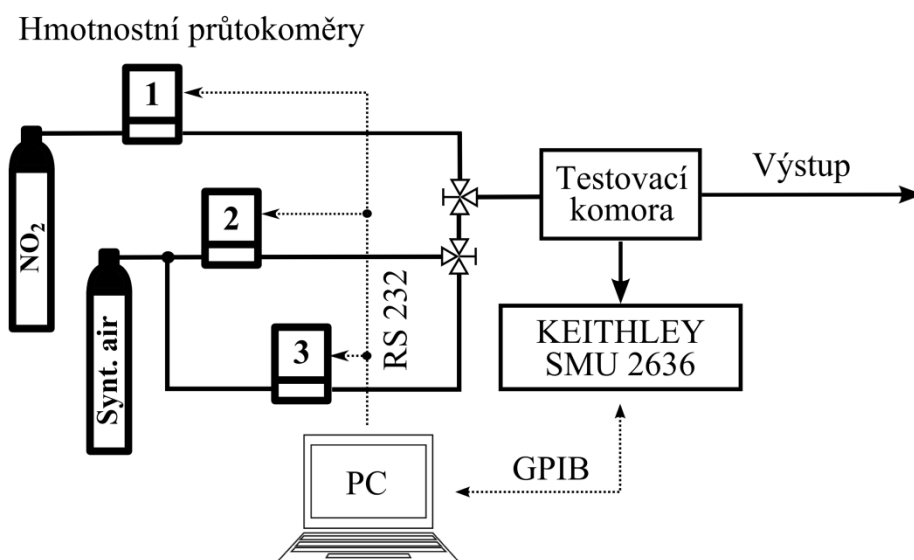 Hmotnostní průtokoměry
1
NO2
2
Synt. air
3
RS 232
Testovací
komora
Výstup
KEITHLEY
SMU 2636
GPIB
PC